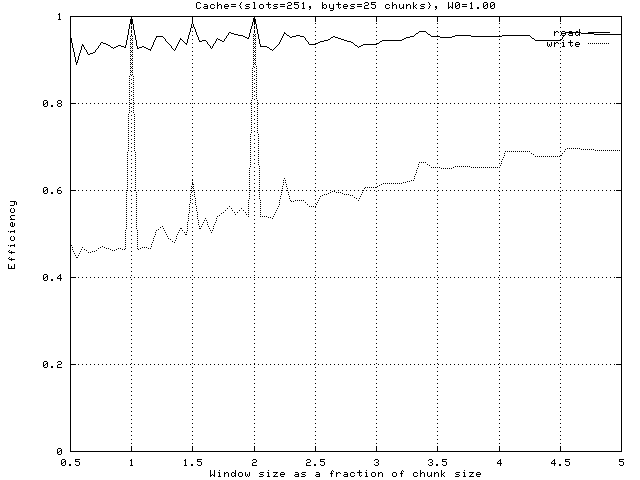 Cache=(slots=251, bytes=25 chunks), W0=1.00
1
read
write
0.8
0.6
Efficiency
0.4
0.2
0
0.5 1 1.5 2 2.5 3 3.5 4 4.5 5
Window size as a fraction of chunk size